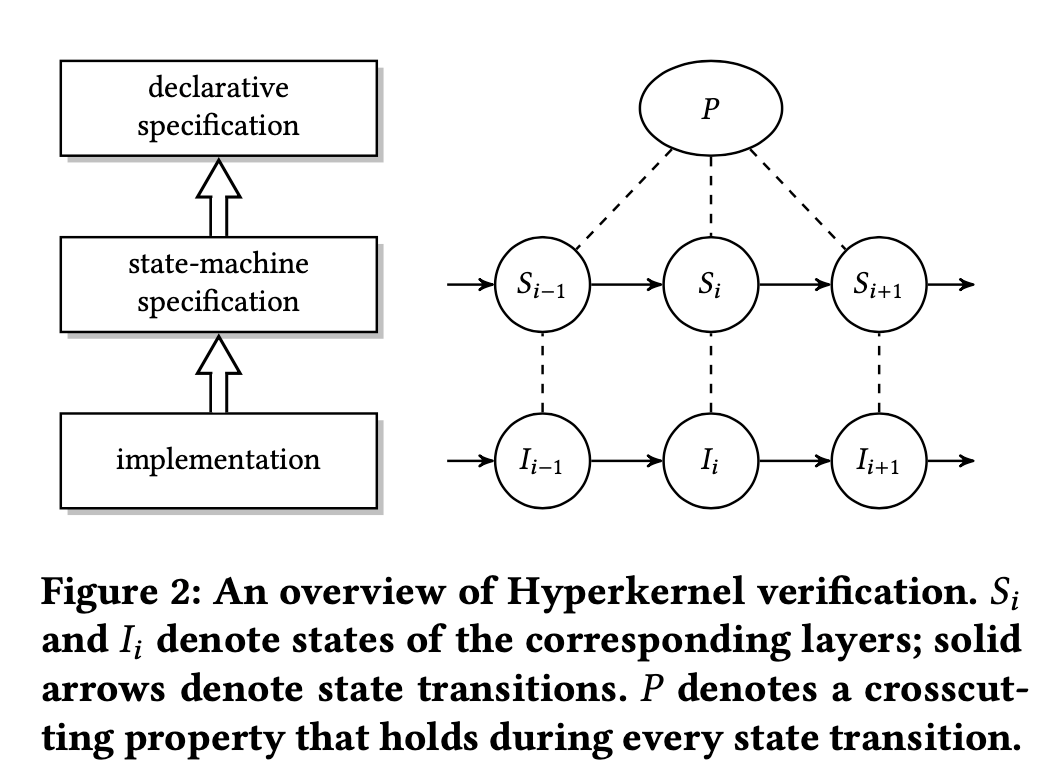 declarative
specification
P
state-machine
specification
S_{i−1}
S_i
S_{i+1}
implementation
I_{i−1}
I_i
I_{i+1}
Figure 2: An overview of Hyperkernel verification. S_i
and I_i denote states of the corresponding layers; solid
arrows denote state transitions. P denotes a crosscut-
ting property that holds during every state transition.